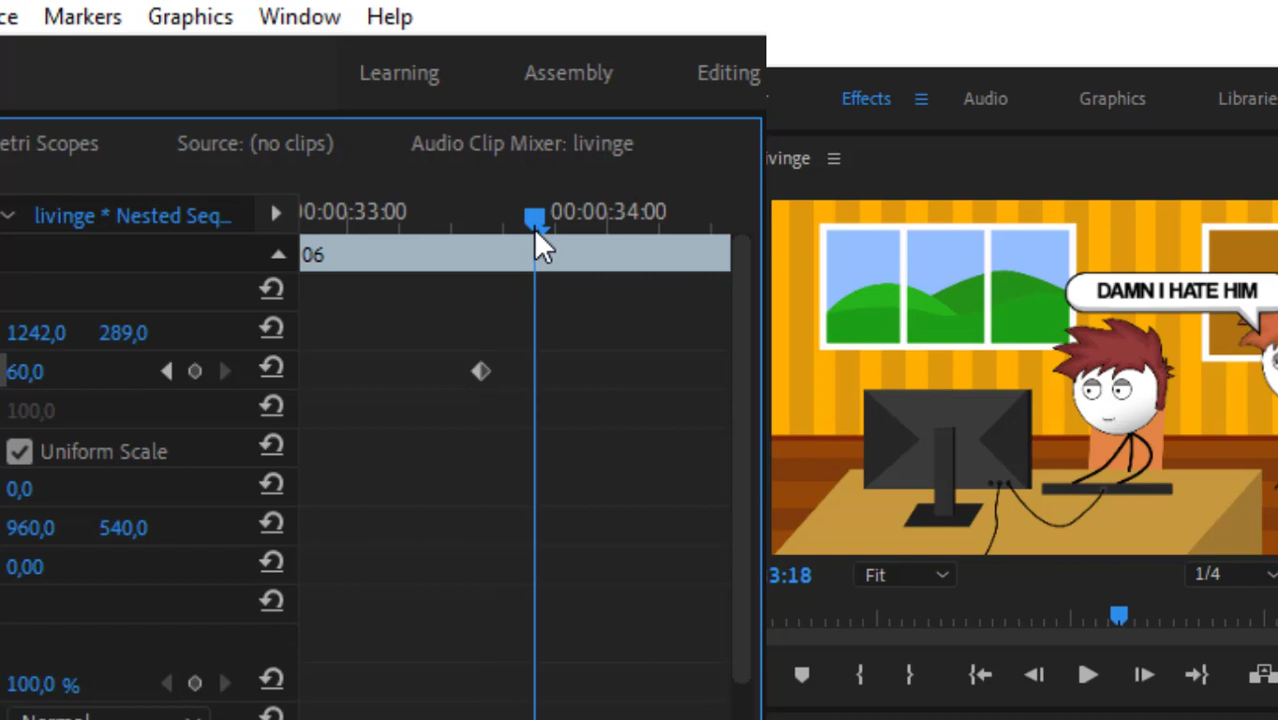 ce Markers Graphics Window Help
Learning Assembly Editing
Effects Audio Graphics Librarie
etri Scopes Source: (no clips) Audio Clip Mixer: livinge
ivinge
livinge * Nested Seq...
00:00:33:00 00:00:34:00
06
DAMN I HATE HIM
1242,0 289,0
60,0
100,0
Uniform Scale
0,0
960,0 540,0
0,00
3:18 Fit 1/4
100,0 %
Normal